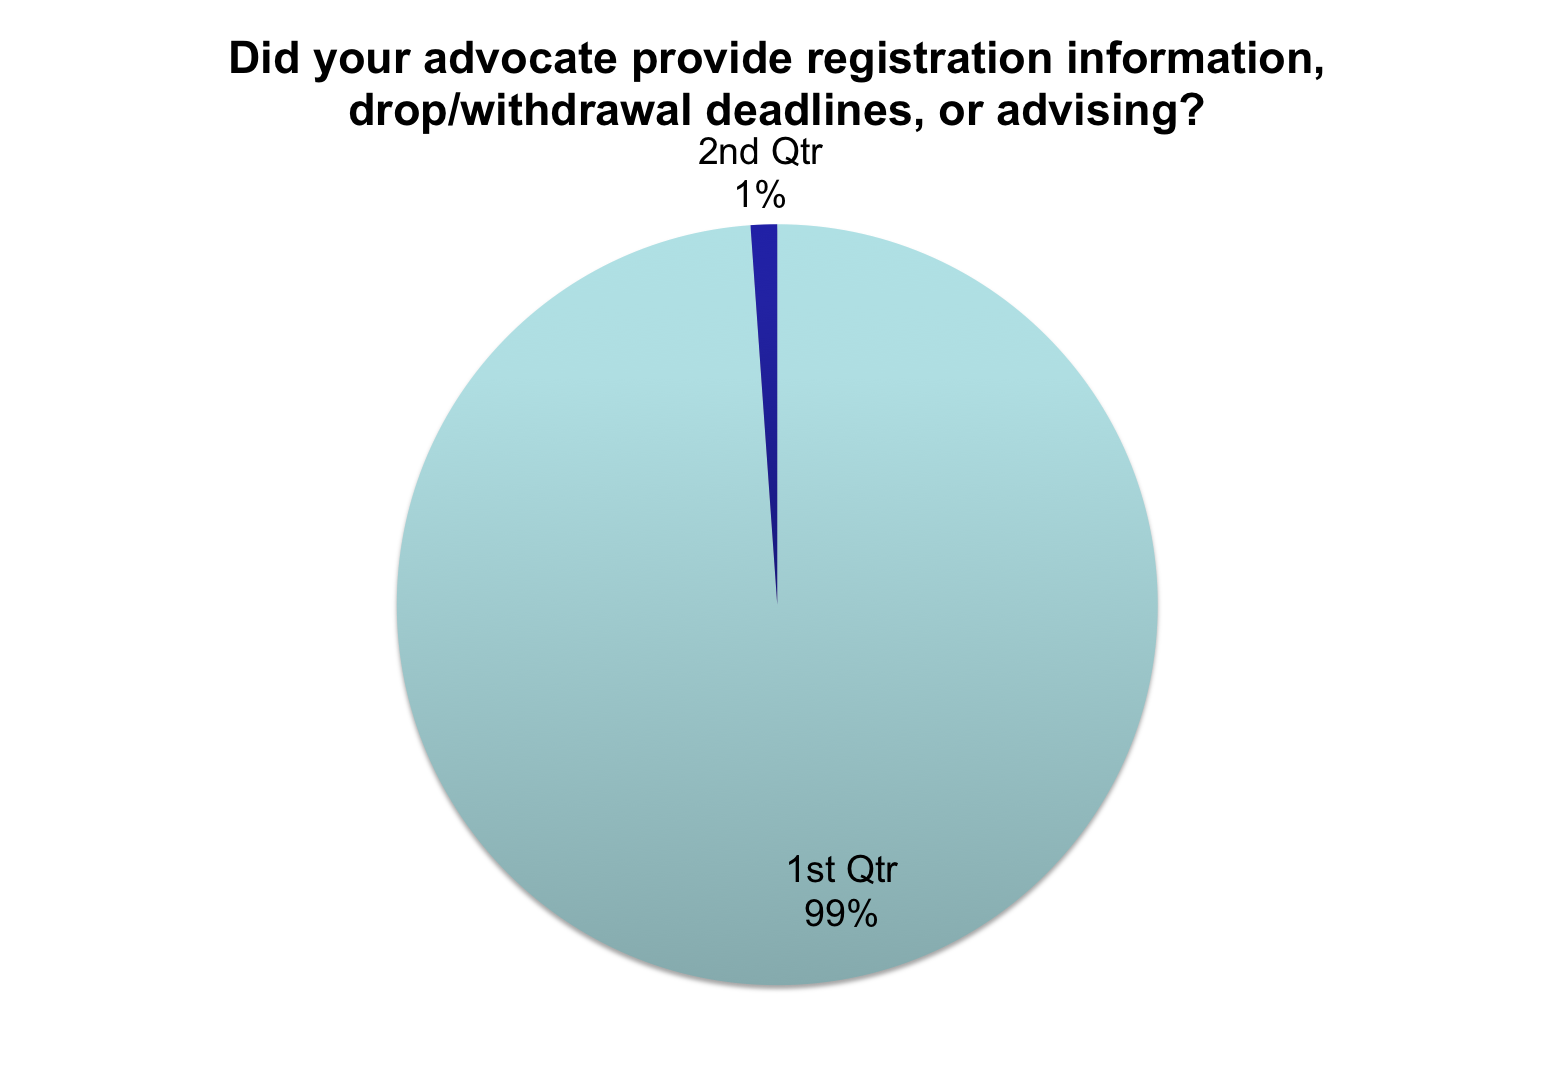 Did your advocate provide registration information,
drop/withdrawal deadlines, or advising?
2nd Qtr
1%
1st Qtr
99%